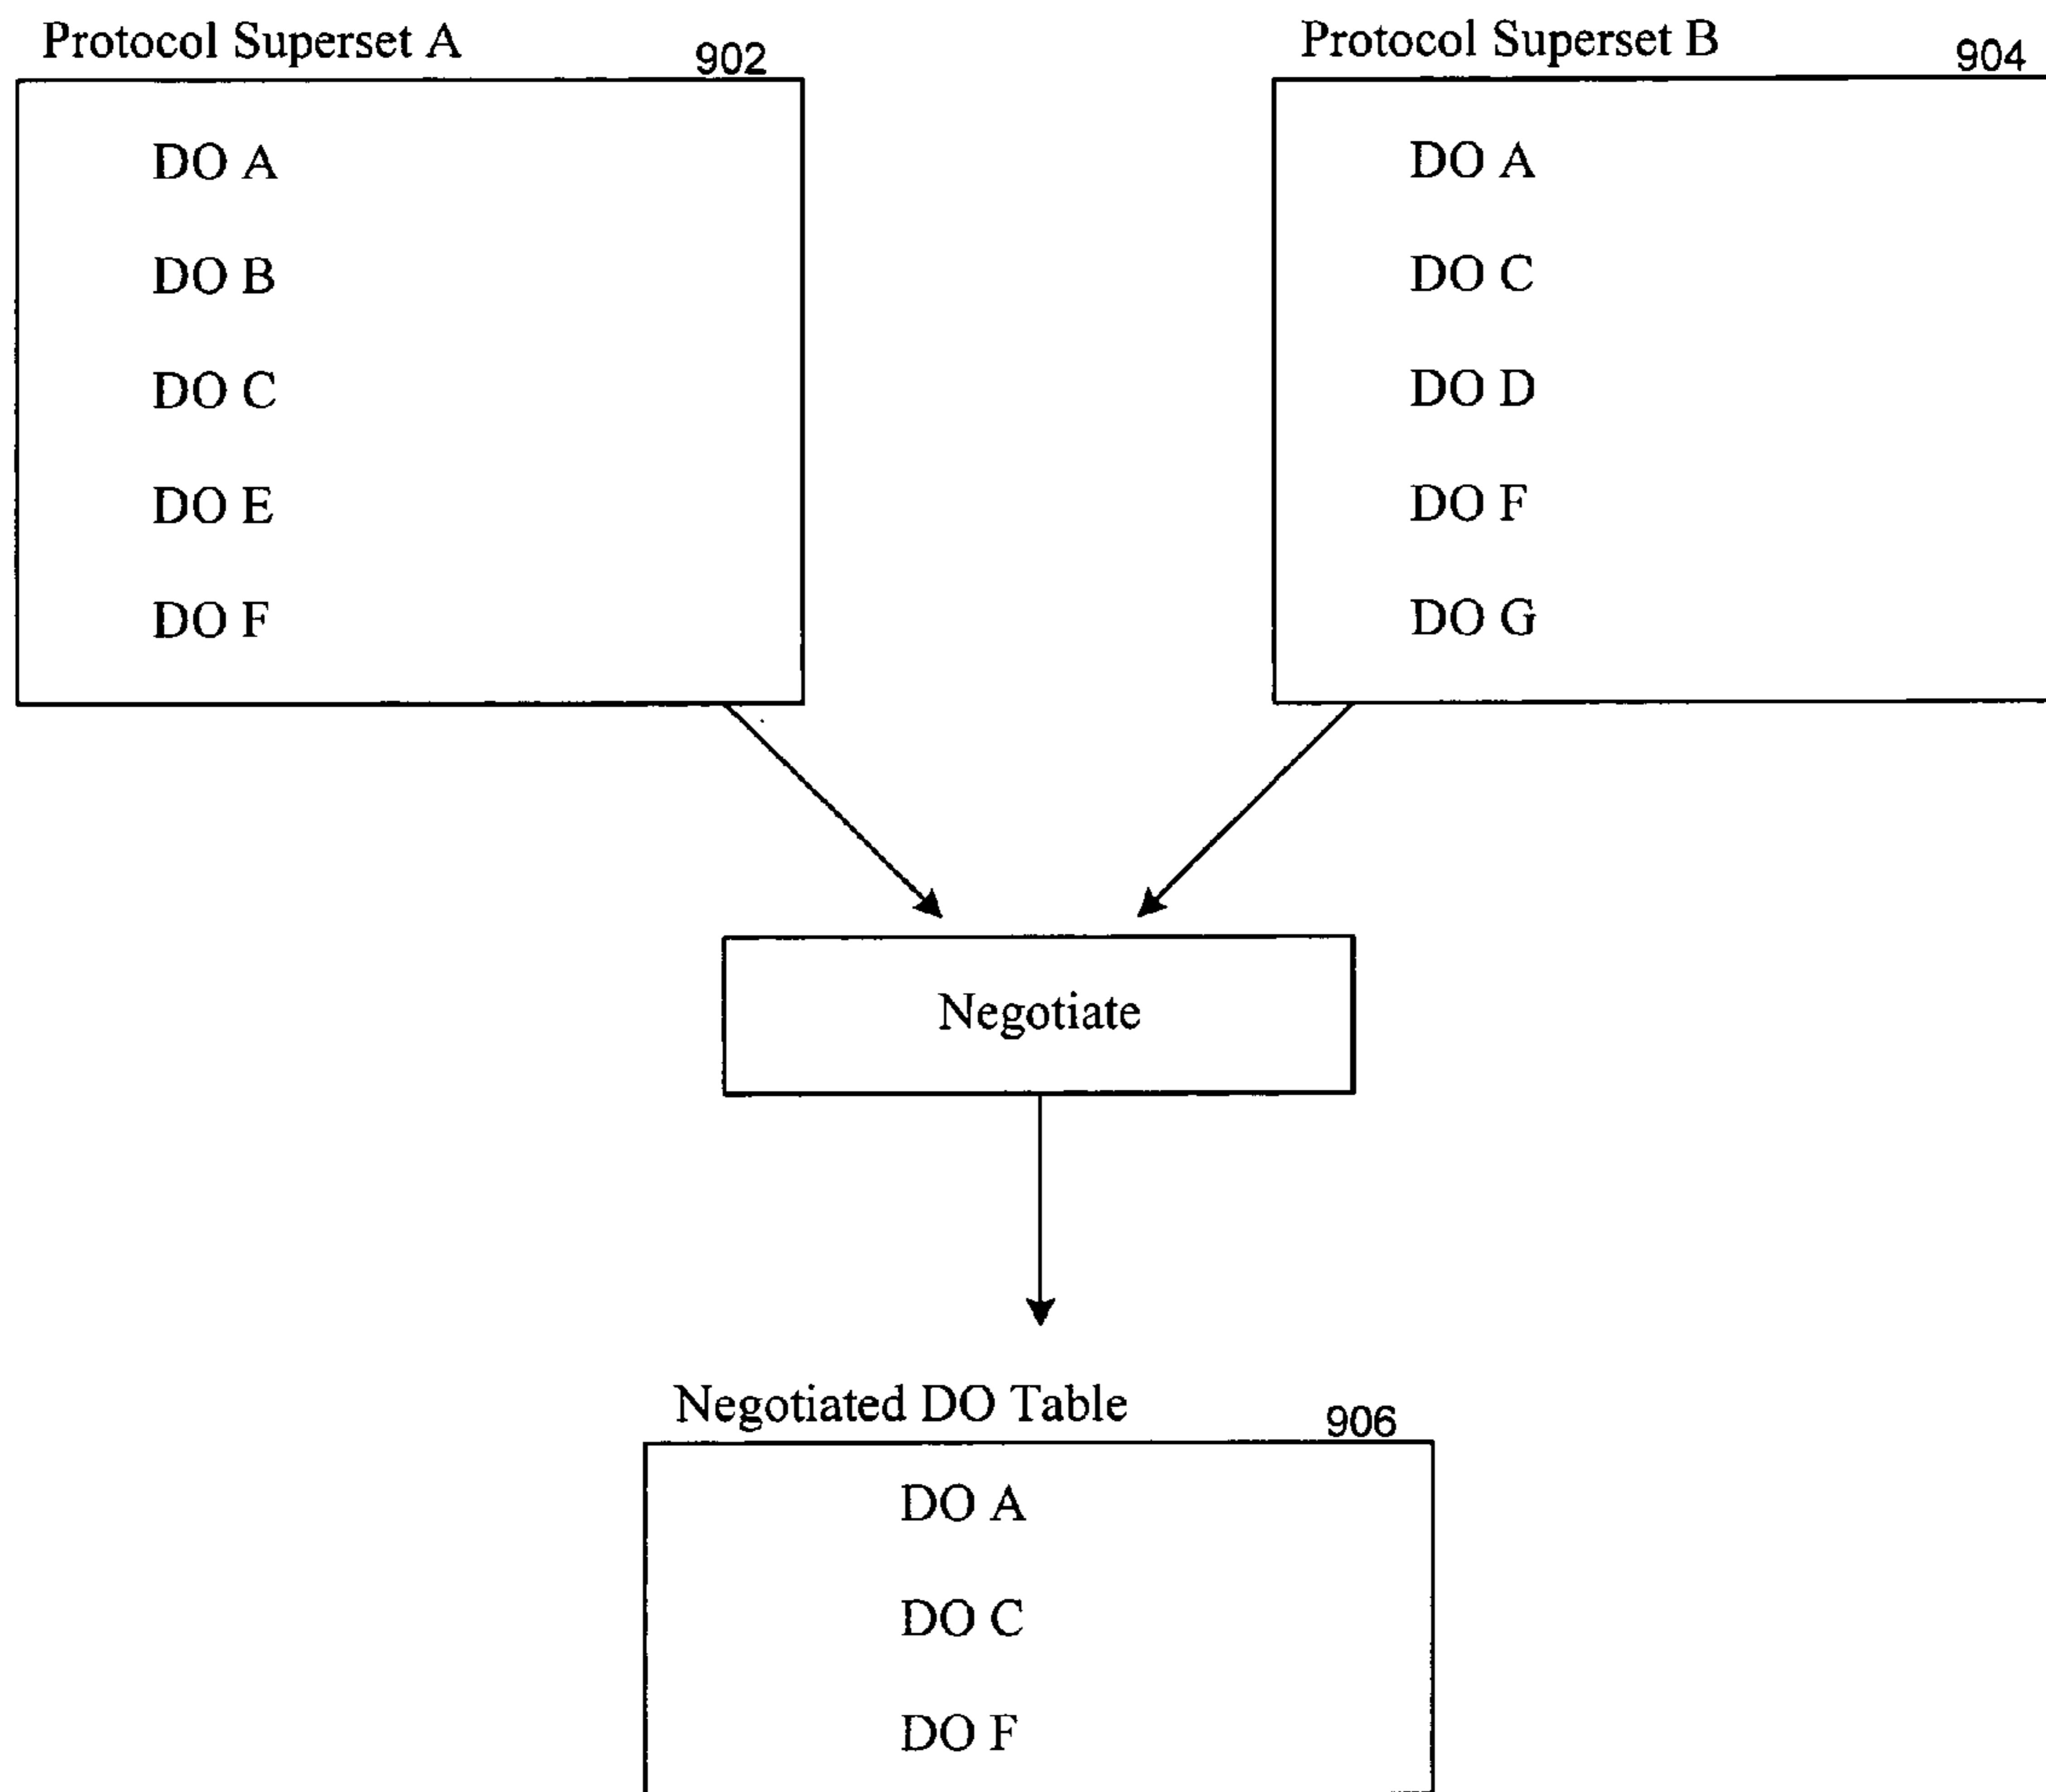 Protocol Superset A
902
DO A
DO B
DO C
DO E
DO F
Protocol Superset B
904
DO A
DO C
DO D
DO F
DO G
Negotiate
Negotiated DO Table
906
DO A
DO C
DO F